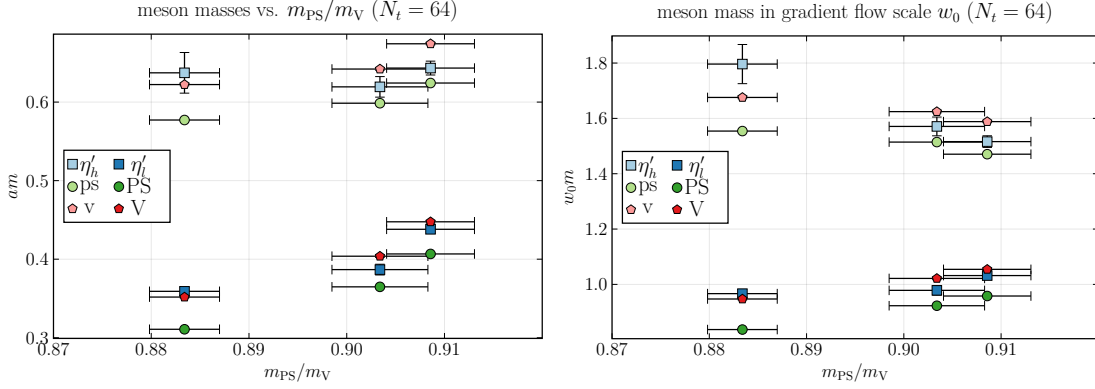 meson masses vs. m_PS/m_V (N_t = 64)
am
0.6
0.5
0.4
0.3
η′_h η′_l
ps PS
v V
0.87 0.88 0.89 0.90 0.91
m_PS/m_V
meson mass in gradient flow scale w_0 (N_t = 64)
w_0m
1.8
1.6
1.4
1.2
1.0
η′_h η′_l
ps PS
v V
0.87 0.88 0.89 0.90 0.91
m_PS/m_V